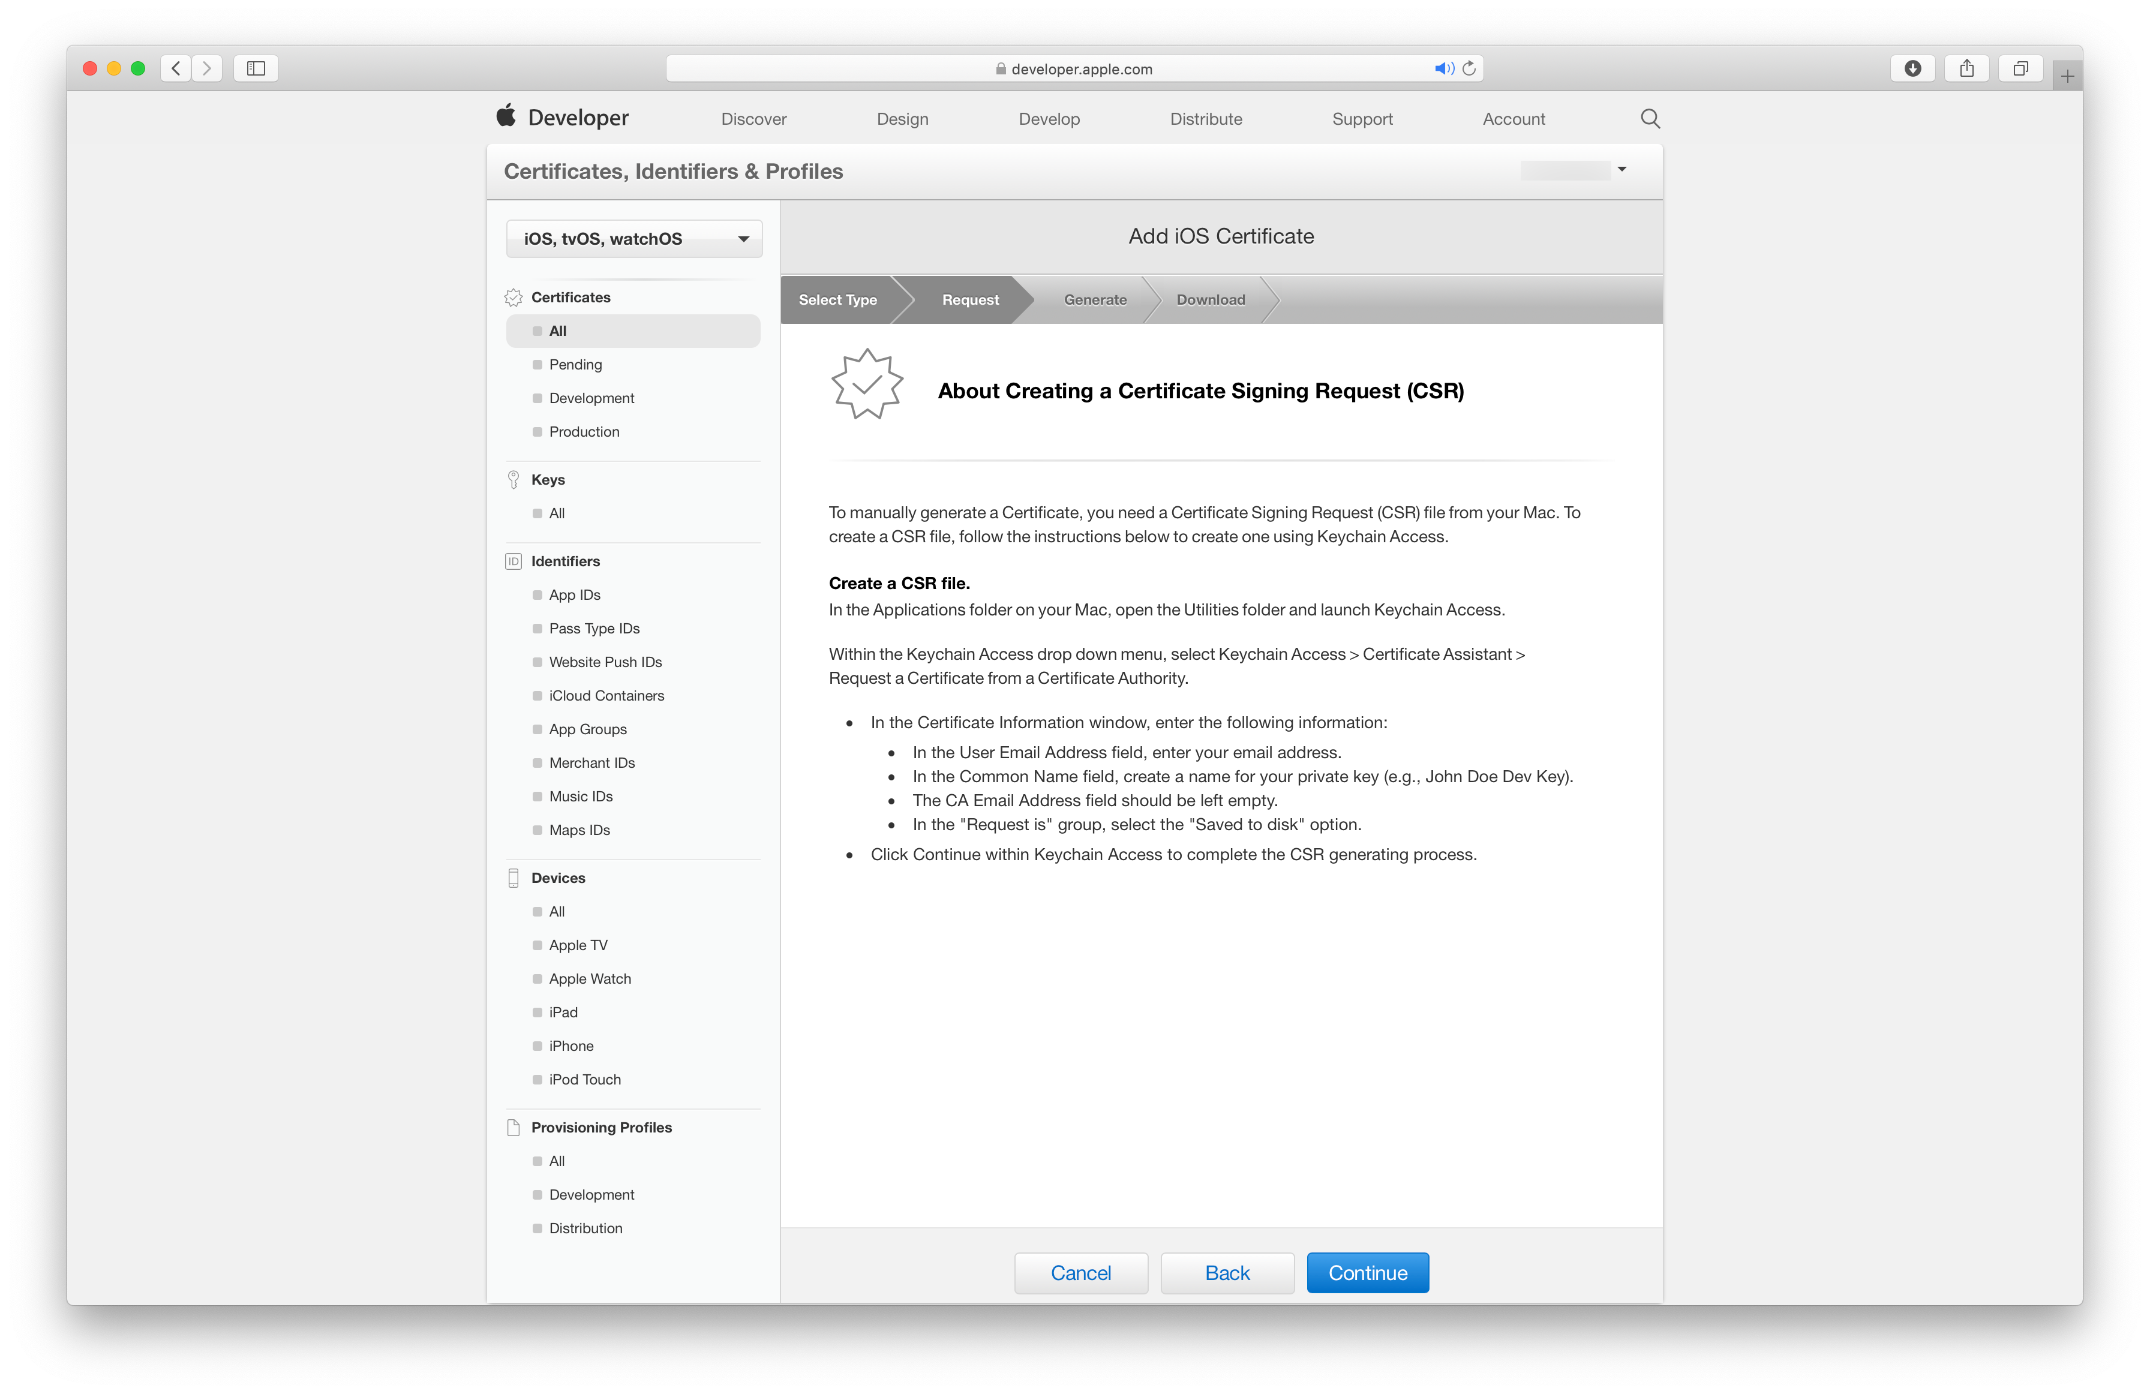 developer.apple.com
Developer
Discover
Design
Develop
Distribute
Support
Account
Certificates, Identifiers & Profiles
iOS, tvOS, watchOS
Certificates
All
Pending
Development
Production
Keys
All
Identifiers
ID
App IDs
Pass Type IDs
Website Push IDs
iCloud Containers
App Groups
Merchant IDs
Music IDs
Maps IDs
Devices
All
Apple TV
Apple Watch
iPad
iPhone
iPod Touch
Provisioning Profiles
All
Development
Distribution
Add iOS Certificate
Select Type
Request
Generate
Download
About Creating a Certificate Signing Request (CSR)
To manually generate a Certificate, you need a Certificate Signing Request (CSR) file from your Mac. To
create a CSR file, follow the instructions below to create one using Keychain Access.
Create a CSR file.
In the Applications folder on your Mac, open the Utilities folder and launch Keychain Access.
Within the Keychain Access drop down menu, select Keychain Access > Certificate Assistant >
Request a Certificate from a Certificate Authority.
• In the Certificate Information window, enter the following information:
• In the User Email Address field, enter your email address.
• In the Common Name field, create a name for your private key (e.g., John Doe Dev Key).
• The CA Email Address field should be left empty.
• In the "Request is" group, select the "Saved to disk" option.
• Click Continue within Keychain Access to complete the CSR generating process.
Cancel
Back
Continue